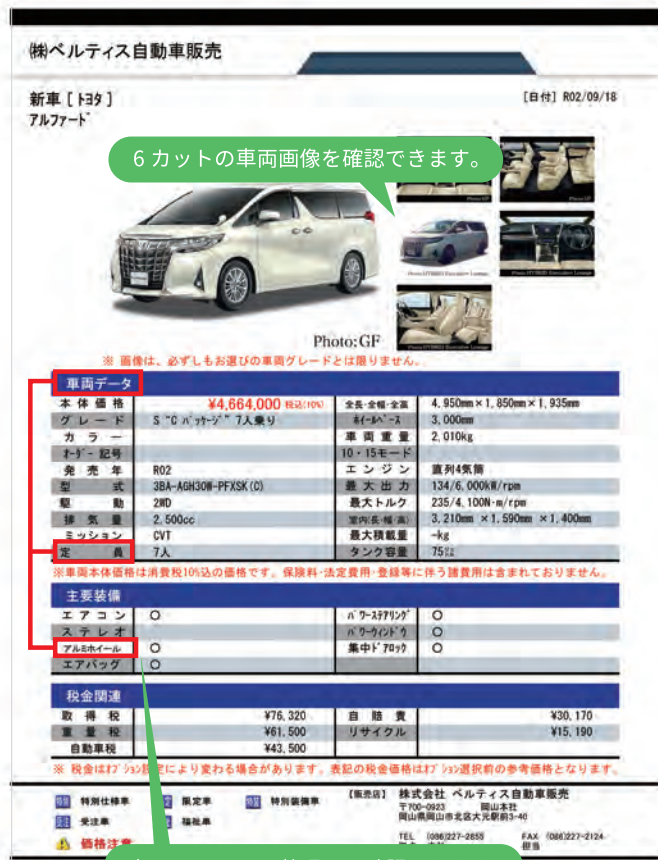 ㈱ベルティス自動車販売
新車 [ トヨタ ]
[日付] R02/09/18
アルファード
6カットの車両画像を確認できます。
Photo:GF
※ 画像は、必ずしもお選びの車両グレードとは限りません。
車両データ
本体価格 ¥4,664,000 税込(10%) 全長・全幅・全高 4,950mm×1,850mm×1,935mm
グレード S "C パッケージ" 7人乗り ホイールベース 3,000mm
カラー 車両重量 2,010kg
オーダー記号 10・15モード
発売年 R02 エンジン 直列4気筒
型式 3BA-AGH30W-PFXSK(C) 最大出力 134/6,000kW/rpm
駆動 2WD 最大トルク 235/4,100N・m/rpm
排気量 2,500cc 室内(長・幅・高) 3,210mm ×1,590mm ×1,400mm
ミッション CVT 最大積載量 -kg
定員 7人 タンク容量 75㍑
※車両本体価格は消費税10%込の価格です。保険料・法定費用・登録等に伴う諸費用は含まれておりません。
主要装備
エアコン ○ パワーステアリング ○
ステレオ パワーウィンドウ ○
アルミホイール ○ 集中ドアロック ○
エアバッグ ○
税金関連
取得税 ¥76,320 自賠責 ¥30,170
重量税 ¥61,500 リサイクル ¥15,190
自動車税 ¥43,500
※ 税金はオプション設定により変わる場合があります。表記の税金価格はオプション選択前の参考価格となります。
特別仕様車 限定車 特別装備車
受注車 福祉車
価格注意
【販売店】 株式会社 ベルティス自動車販売
〒700-0923 岡山本社
岡山県岡山市北区大元駅前3-40
TEL (086)227-2855 FAX (086)227-2124
担当